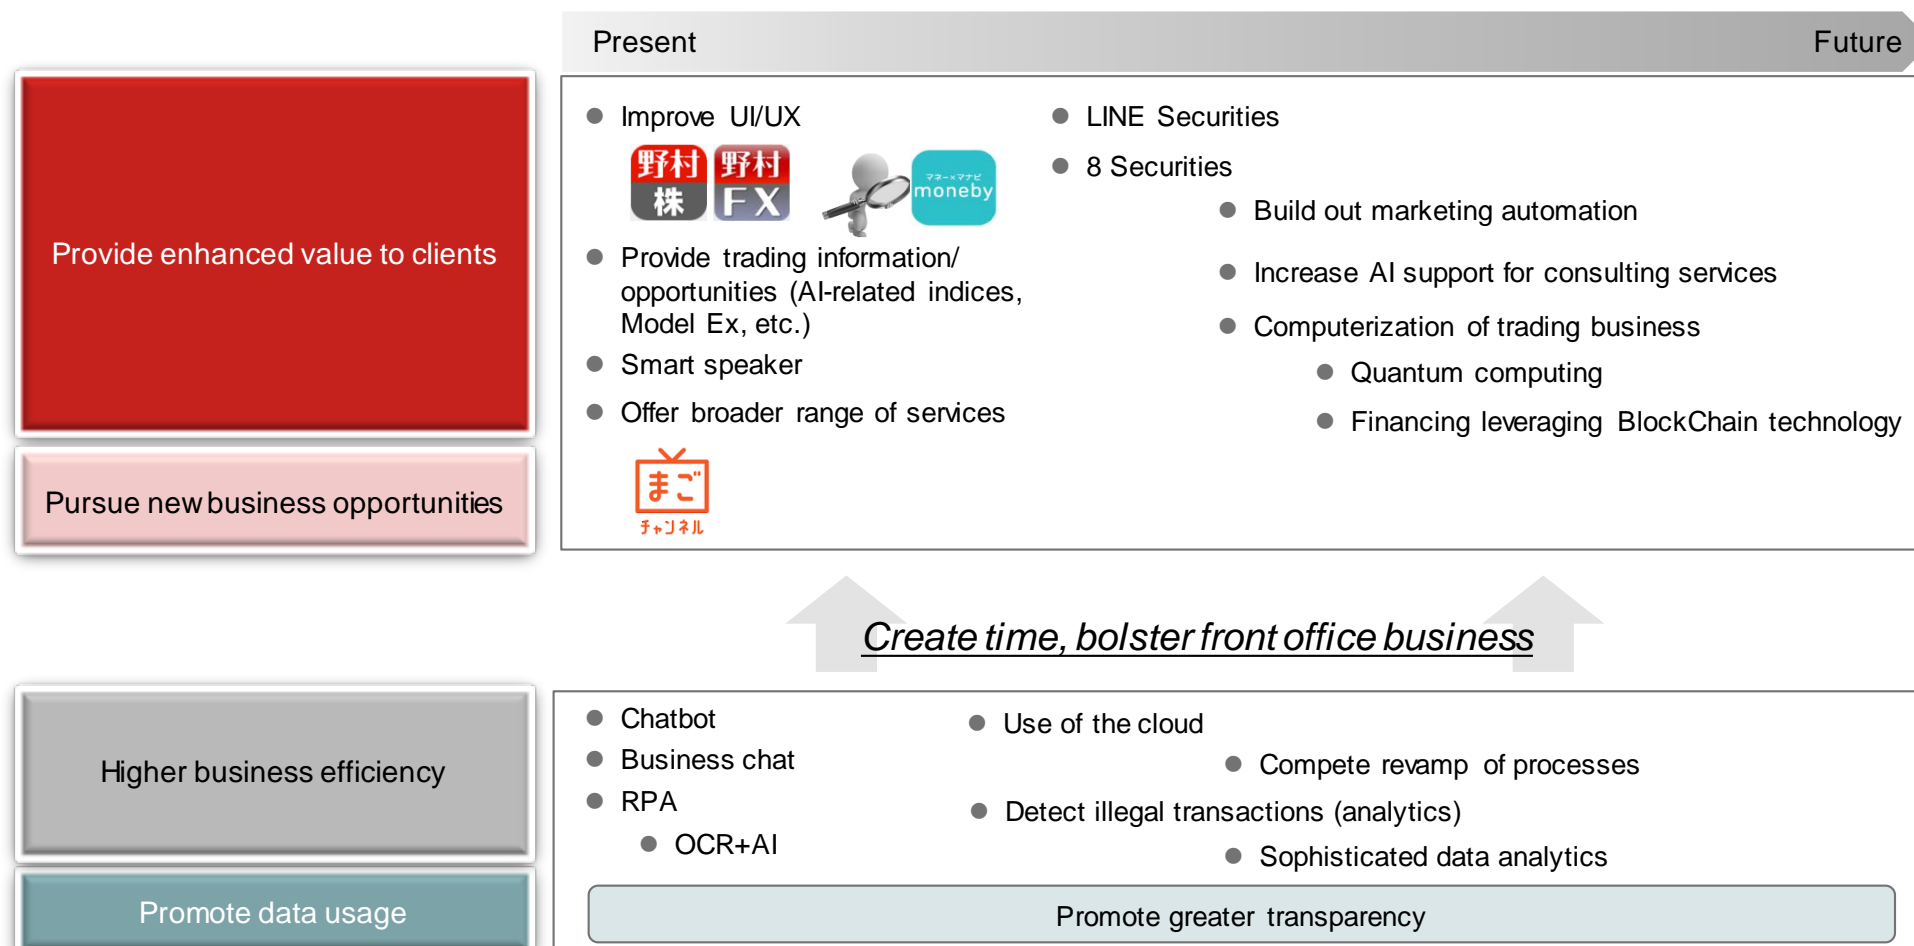 Present
Future
Provide enhanced value to clients
Pursue new business opportunities
Improve UI/UX
野村
株
野村
FX
マネー×マナビ
moneby
Provide trading information/
opportunities (AI-related indices,
Model Ex, etc.)
Smart speaker
Offer broader range of services
まご
チャンネル
LINE Securities
8 Securities
Build out marketing automation
Increase AI support for consulting services
Computerization of trading business
Quantum computing
Financing leveraging BlockChain technology
Create time, bolster front office business
Higher business efficiency
Promote data usage
Chatbot
Business chat
RPA
OCR+AI
Use of the cloud
Compete revamp of processes
Detect illegal transactions (analytics)
Sophisticated data analytics
Promote greater transparency